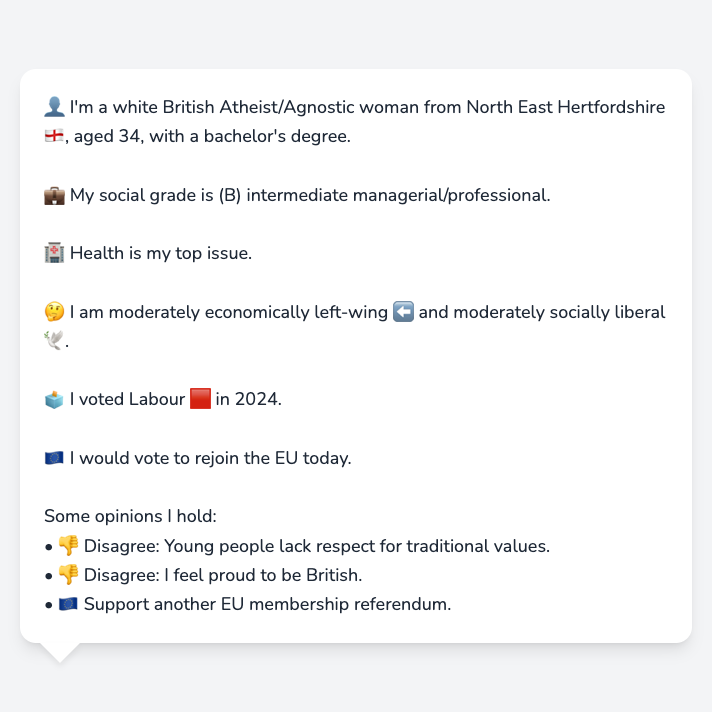 👤 I'm a white British Atheist/Agnostic woman from North East Hertfordshire
🏴󠁧󠁢󠁥󠁮󠁧󠁿, aged 34, with a bachelor's degree.
💼 My social grade is (B) intermediate managerial/professional.
🏥 Health is my top issue.
🤔 I am moderately economically left-wing ⬅️ and moderately socially liberal
🕊️.
🗳️ I voted Labour 🟥 in 2024.
🇪🇺 I would vote to rejoin the EU today.
Some opinions I hold:
• 👎 Disagree: Young people lack respect for traditional values.
• 👎 Disagree: I feel proud to be British.
• 🇪🇺 Support another EU membership referendum.